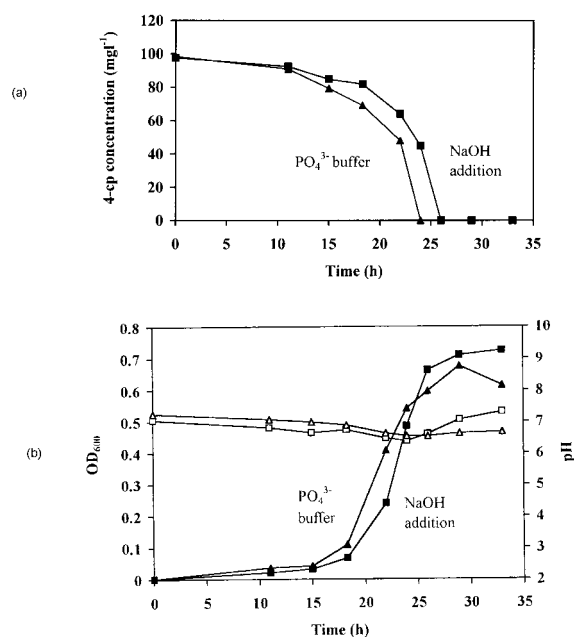 (a)
4-cp concentration (mgl⁻¹)
120
100
80
60
40
20
0
PO₄³⁻ buffer
NaOH
addition
0 5 10 15 20 25 30 35
Time (h)
(b)
OD₆₀₀
0.8
0.7
0.6
0.5
0.4
0.3
0.2
0.1
0
PO₄³⁻
buffer
NaOH
addition
10
9
8
7
6
5
4
3
2
pH
0 5 10 15 20 25 30 35
Time (h)